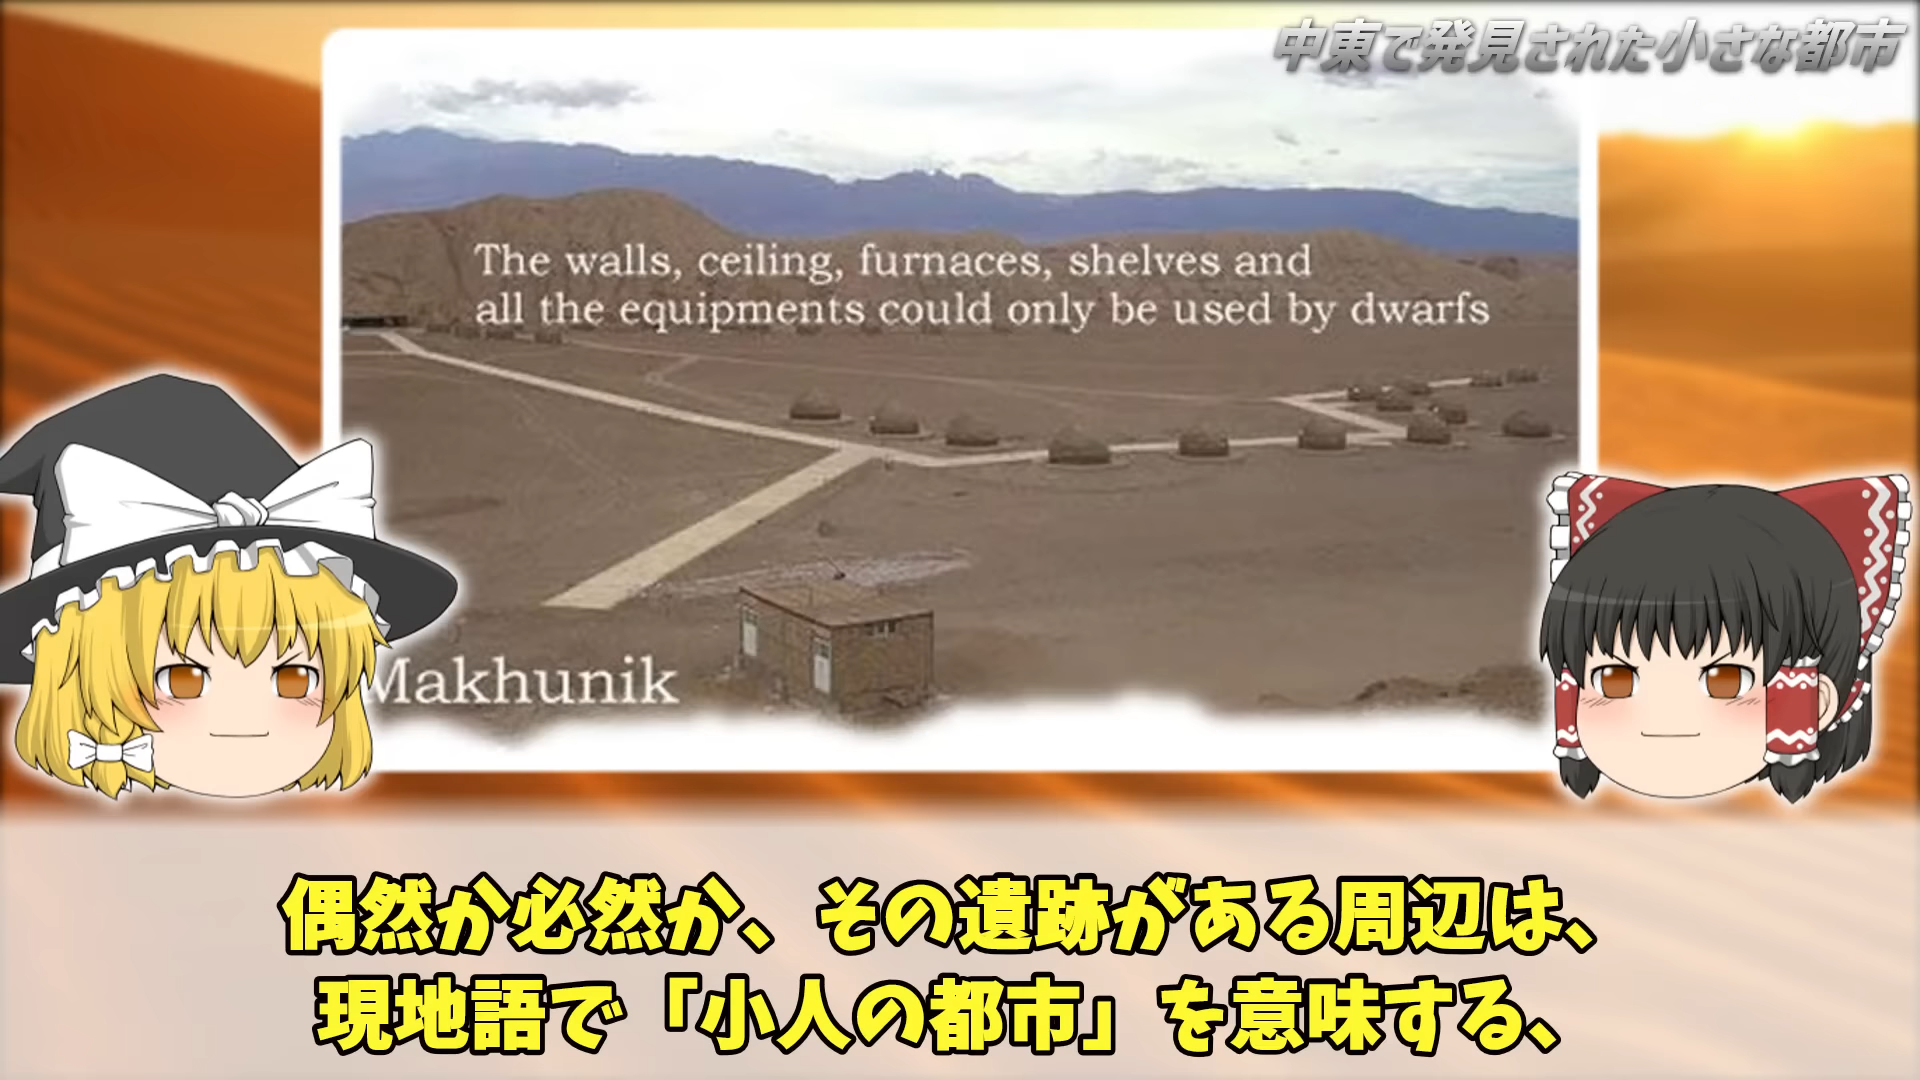 中東で発見された小さな都市
The walls, ceiling, furnaces, shelves and
all the equipments could only be used by dwarfs
Makhunik
偶然か必然か、その遺跡がある周辺は、
現地語で「小人の都市」を意味する、